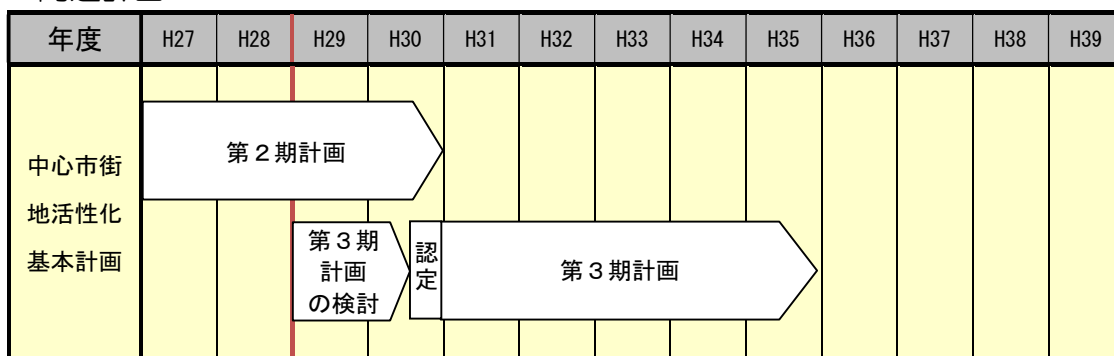 年度 H27 H28 H29 H30 H31 H32 H33 H34 H35 H36 H37 H38 H39
中心市街
地活性化
基本計画
第２期計画
第３期
計画
の検討
認
定
第３期計画